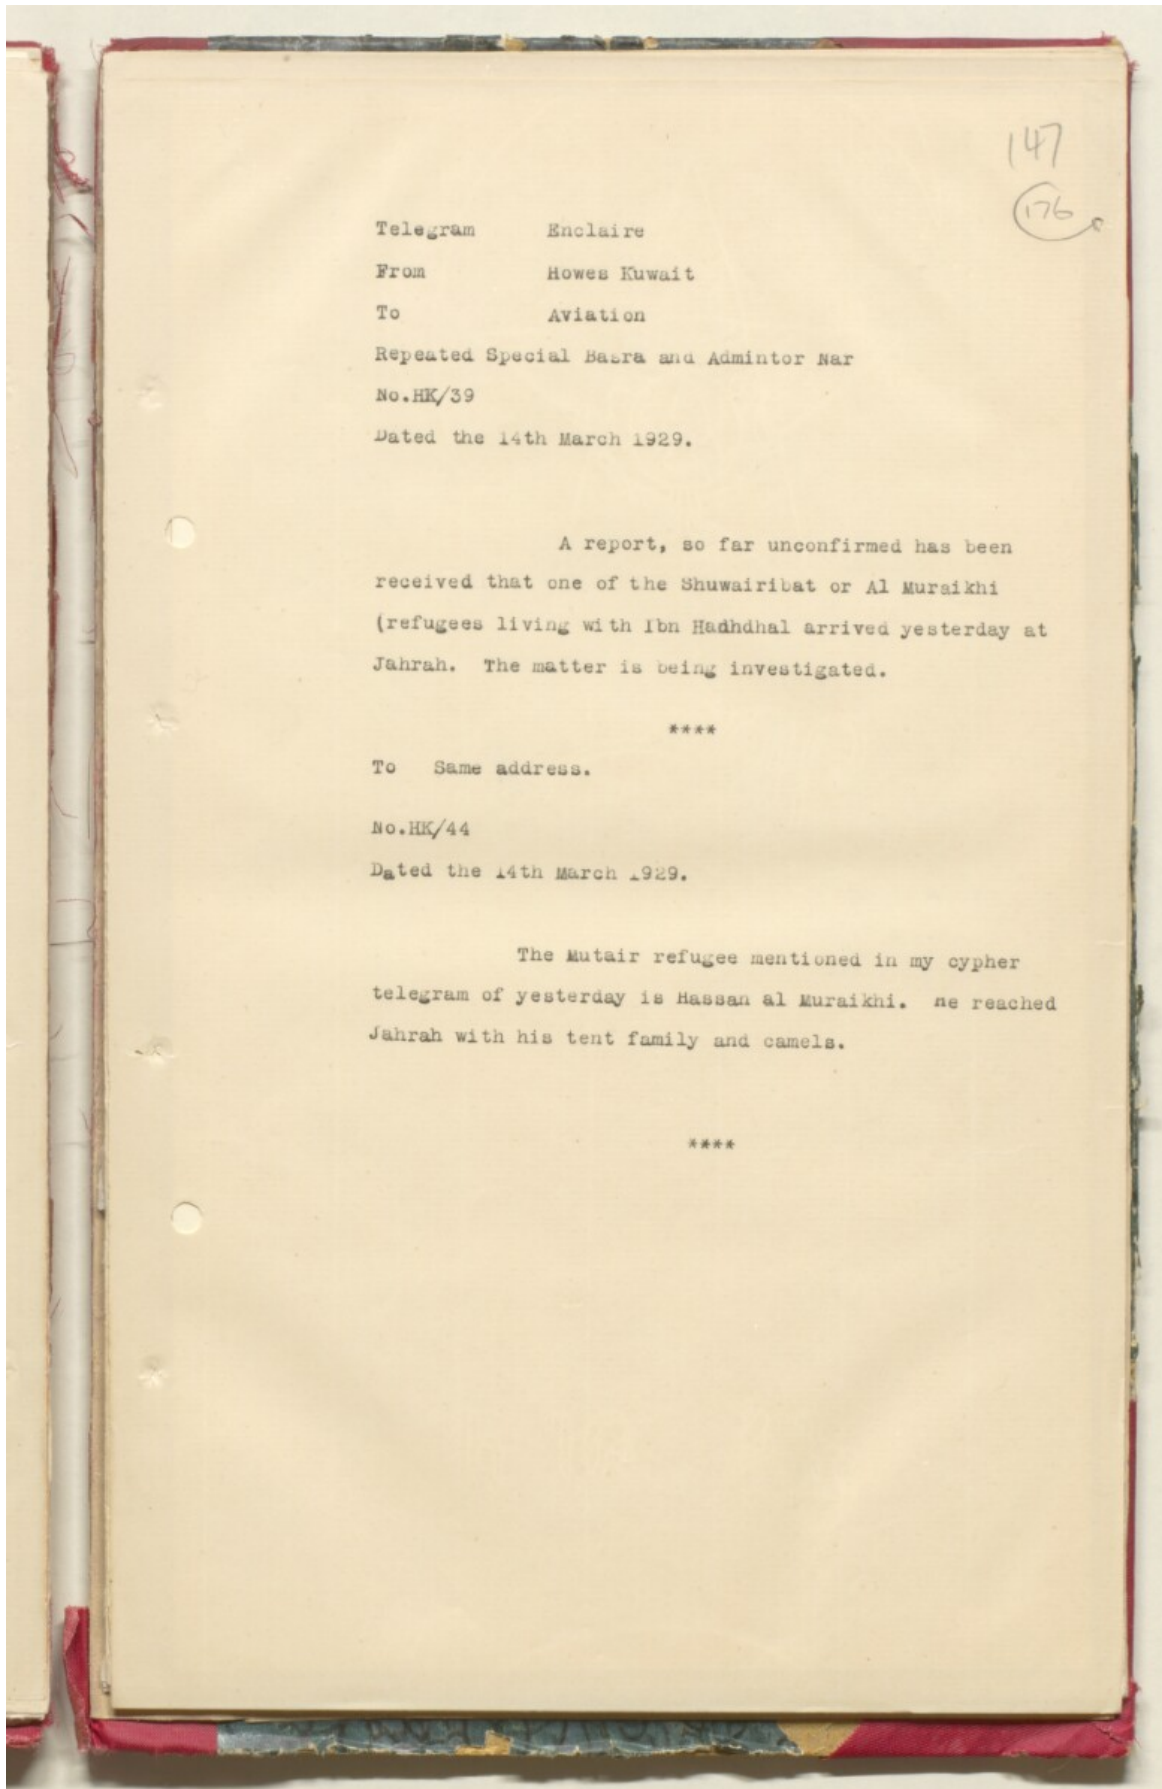 147
176
Telegram Enclaire
From Howes Kuwait
To Aviation
Repeated Special Basra and Admintor Nar
No.HK/39
Dated the 14th March 1929.
A report, so far unconfirmed has been
received that one of the Shuwairibat or Al Muraikhi
(refugees living with Ibn Hadhdhal arrived yesterday at
Jahrah. The matter is being investigated.
****
To Same address.
No.HK/44
Dated the 14th March 1929.
The Mutair refugee mentioned in my cypher
telegram of yesterday is Hassan al Muraikhi. He reached
Jahrah with his tent family and camels.
****